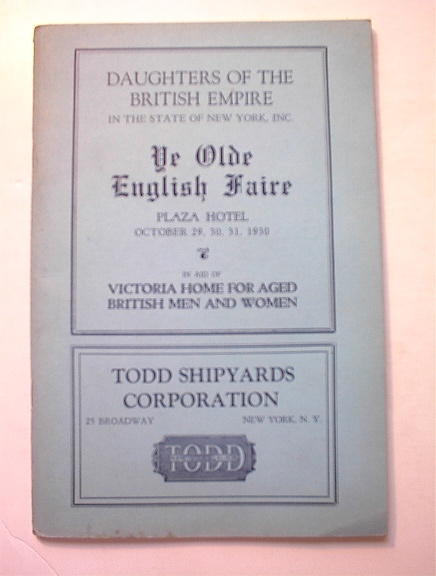 DAUGHTERS OF THE
BRITISH EMPIRE
IN THE STATE OF NEW YORK, INC.
Ye Olde
English Faire
PLAZA HOTEL
OCTOBER 29, 30, 31, 1930
IN AID OF
VICTORIA HOME FOR AGED
BRITISH MEN AND WOMEN
TODD SHIPYARDS
CORPORATION
25 BROADWAY NEW YORK, N. Y.
TODD